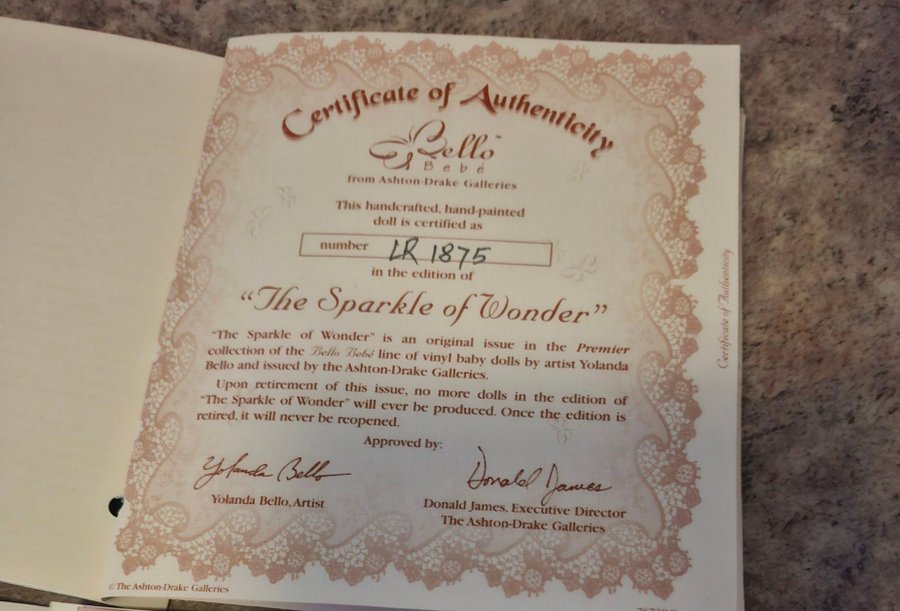 Certificate of Authenticity
Bello™
Bebé
from Ashton-Drake Galleries
This handcrafted, hand-painted
doll is certified as
number LR 1875
in the edition of
“The Sparkle of Wonder”
“The Sparkle of Wonder” is an original issue in the Premier
collection of the Bello Bebé line of vinyl baby dolls by artist Yolanda
Bello and issued by the Ashton-Drake Galleries.
Upon retirement of this issue, no more dolls in the edition of
“The Sparkle of Wonder” will ever be produced. Once the edition is
retired, it will never be reopened.
Approved by:
Yolanda Bello
Donald James
Yolanda Bello, Artist
Donald James, Executive Director
The Ashton-Drake Galleries
© The Ashton-Drake Galleries
Certificate of Authenticity